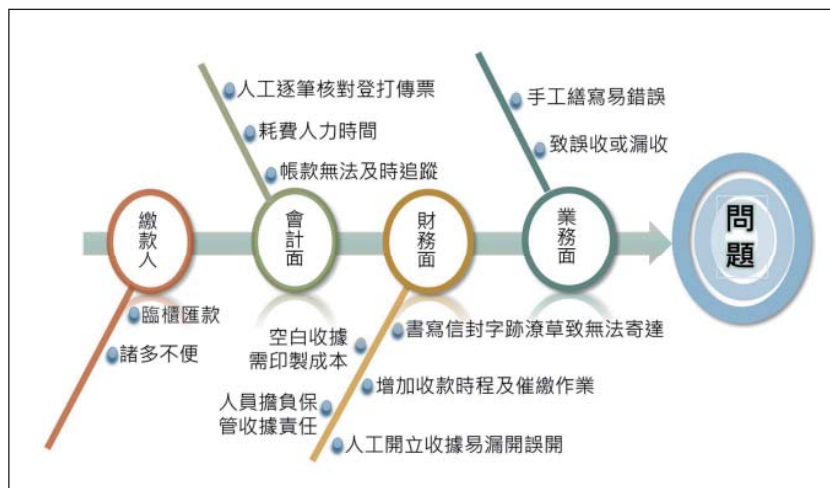 人工逐筆核對登打傳票
耗費人力時間
帳款無法及時追蹤
手工繕寫易錯誤
致誤收或漏收
繳款人
會計面
財務面
業務面
問題
臨櫃匯款
諸多不便
空白收據
需印製成本
人員擔負保
管收據責任
書寫信封字跡潦草致無法寄達
增加收款時程及催繳作業
人工開立收據易漏開誤開